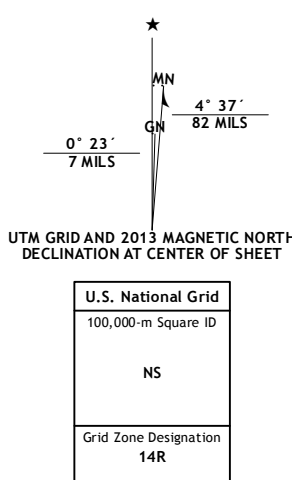 ★
MN
GN
4° 37´
82 MILS
0° 23´
7 MILS
UTM GRID AND 2013 MAGNETIC NORTH
DECLINATION AT CENTER OF SHEET
U.S. National Grid
100,000-m Square ID
NS
Grid Zone Designation
14R